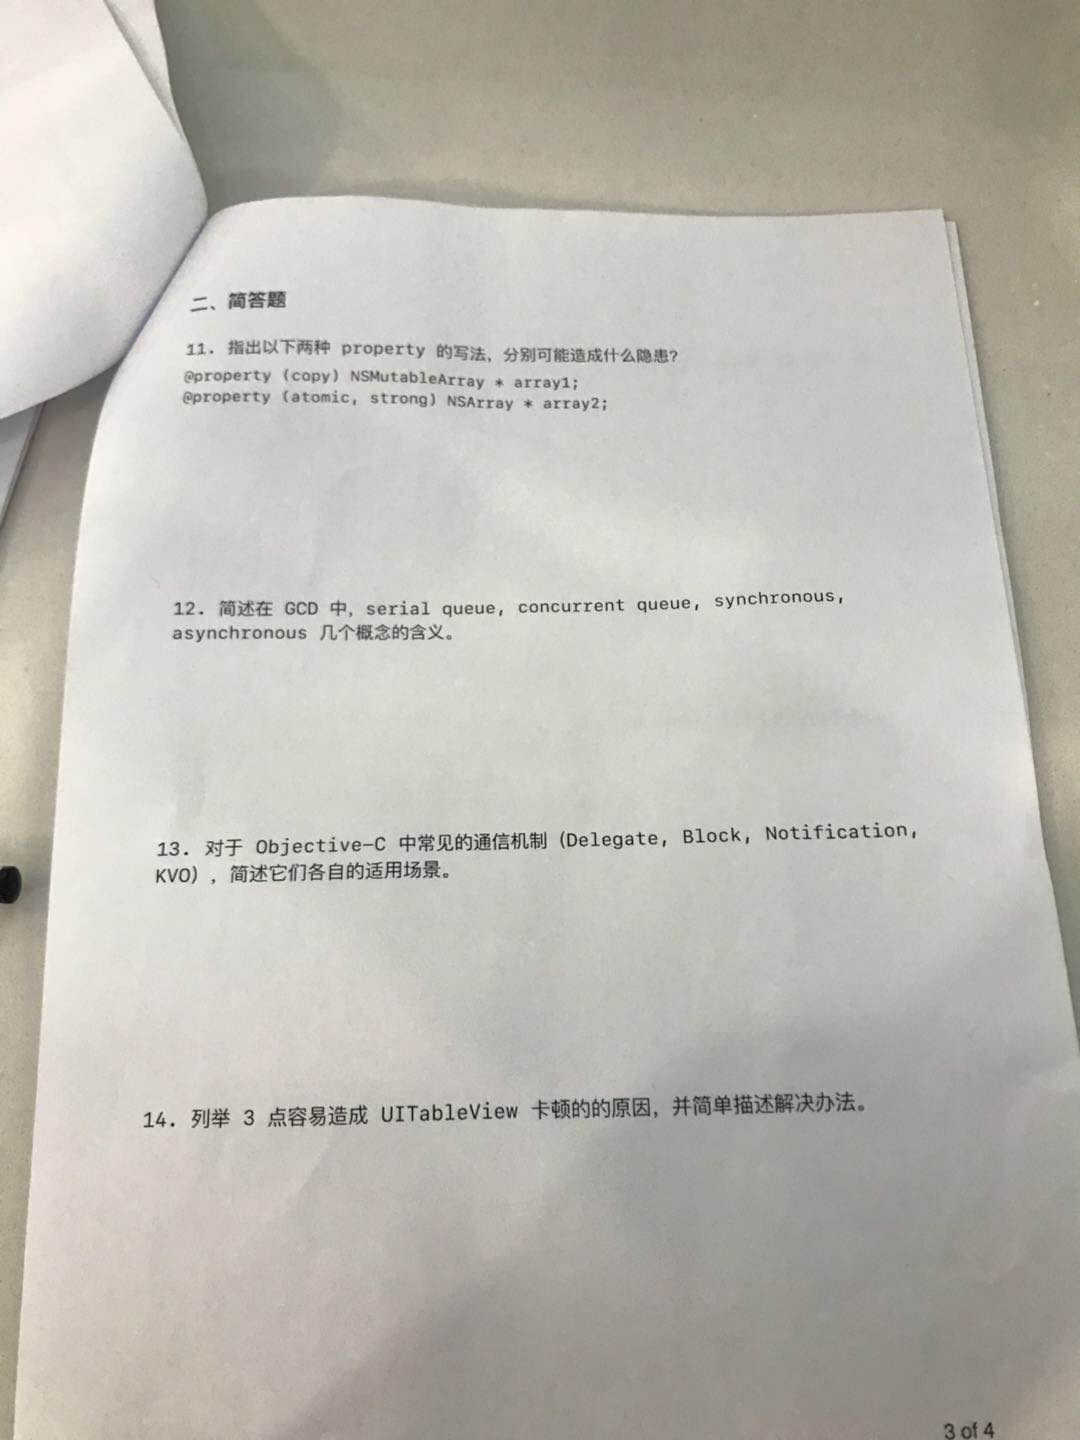 二、简答题
11. 指出以下两种 property 的写法，分别可能造成什么隐患？
@property (copy) NSMutableArray * array1;
@property (atomic, strong) NSArray * array2;
12. 简述在 GCD 中，serial queue, concurrent queue, synchronous,
asynchronous 几个概念的含义。
13. 对于 Objective-C 中常见的通信机制（Delegate, Block, Notification,
KVO），简述它们各自的适用场景。
14. 列举 3 点容易造成 UITableView 卡顿的的原因，并简单描述解决办法。
3 of 4